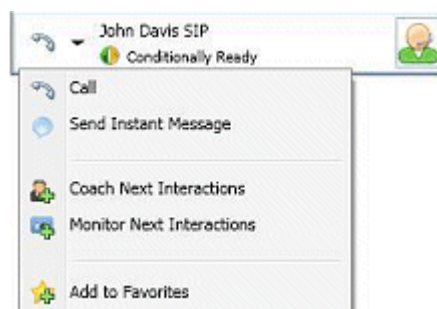 John Davis SIP
Conditionally Ready
Call
Send Instant Message
Coach Next Interactions
Monitor Next Interactions
Add to Favorites